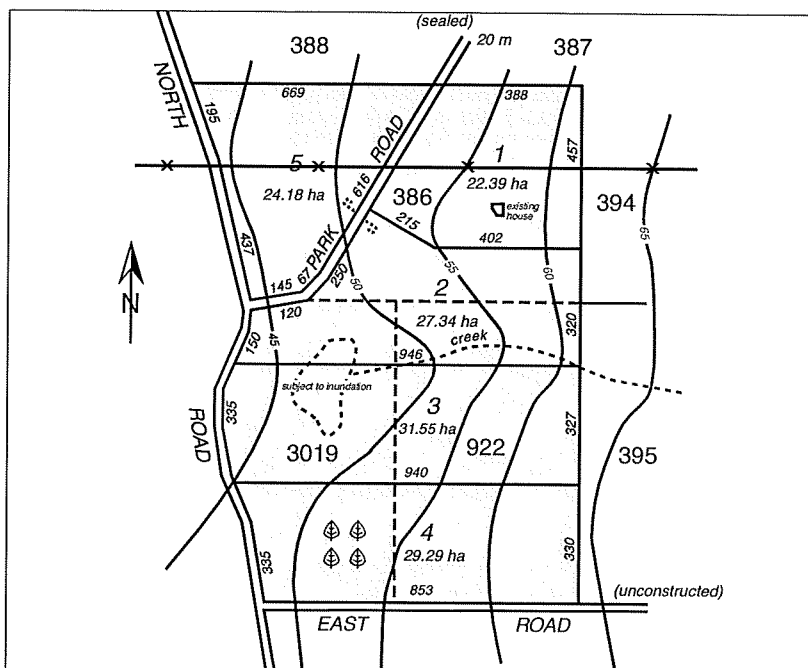 (sealed)
20 m
388
387
669
388
NORTH
195
PARK ROAD
457
5
616
1
24.18 ha
386
22.39 ha
394
existing
house
215
65
402
437
67
250
55
60
145
50
2
N
120
27.34 ha
320
creek
150
45
946
subject to inundation
335
3
327
31.55 ha
ROAD
3019
922
395
940
4
335
29.29 ha
330
853
(unconstructed)
EAST ROAD